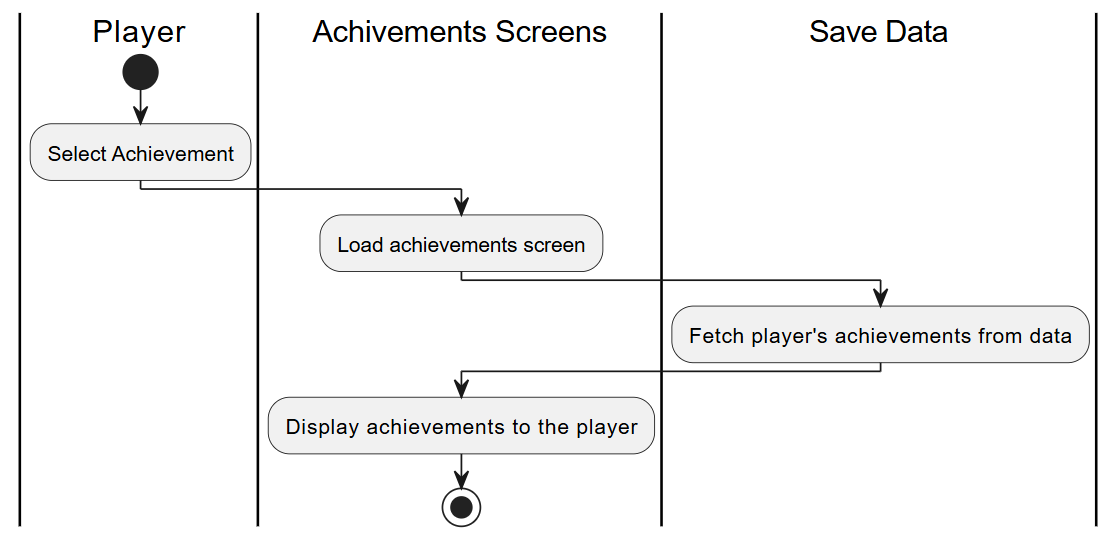 Player
Achivements Screens
Save Data
Select Achievement
Load achievements screen
Fetch player's achievements from data
Display achievements to the player